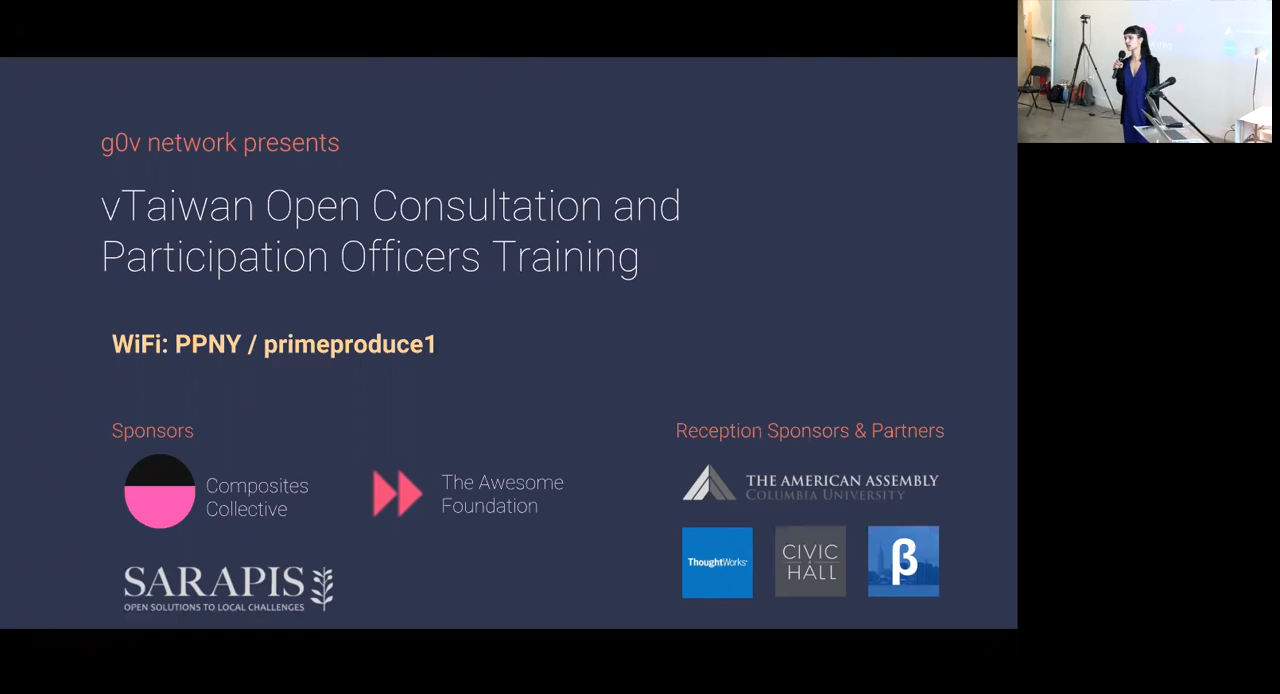 g0v network presents
vTaiwan Open Consultation and
Participation Officers Training
WiFi: PPNY / primeproduce1
Sponsors
Composites
Collective
The Awesome
Foundation
SARAPIS
OPEN SOLUTIONS TO LOCAL CHALLENGES
Reception Sponsors & Partners
THE AMERICAN ASSEMBLY
COLUMBIA UNIVERSITY
ThoughtWorks®
CIVIC
HALL
β